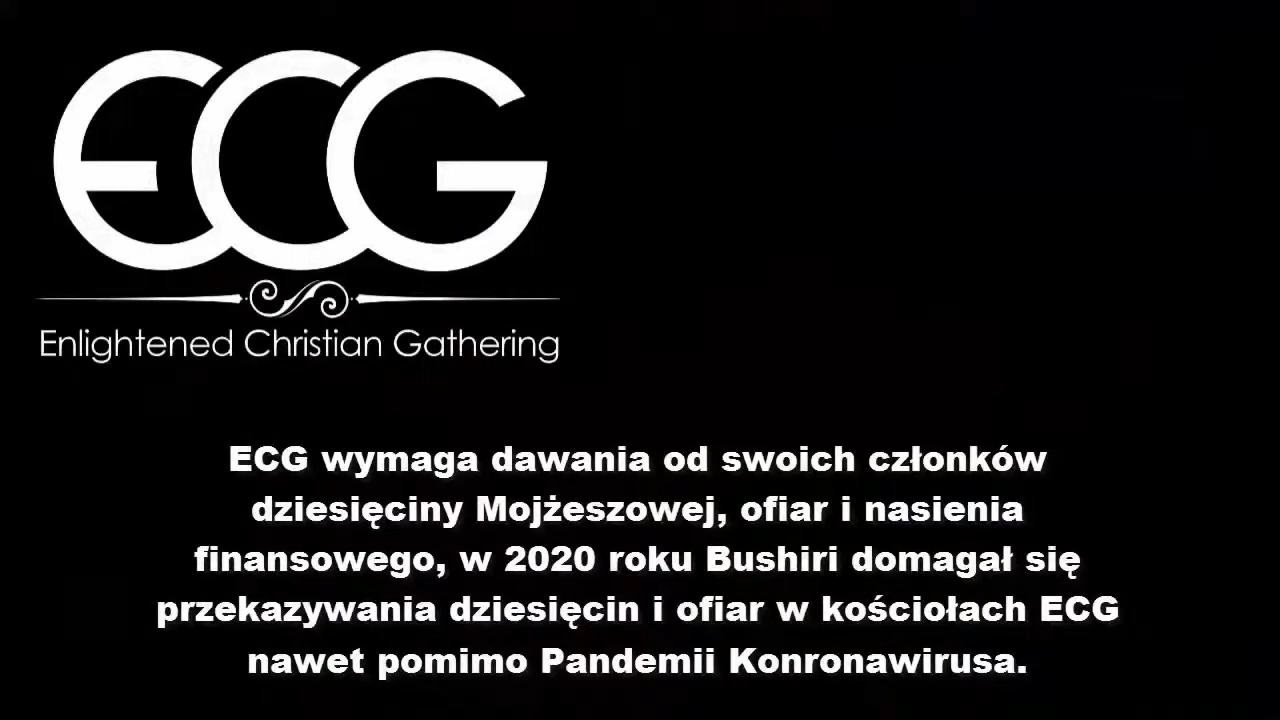 ECG
Enlightened Christian Gathering
ECG wymaga dawania od swoich członków
dziesięciny Mojżeszowej, ofiar i nasienia
finansowego, w 2020 roku Bushiri domagał się
przekazywania dziesięcin i ofiar w kościołach ECG
nawet pomimo Pandemii Konronawirusa.